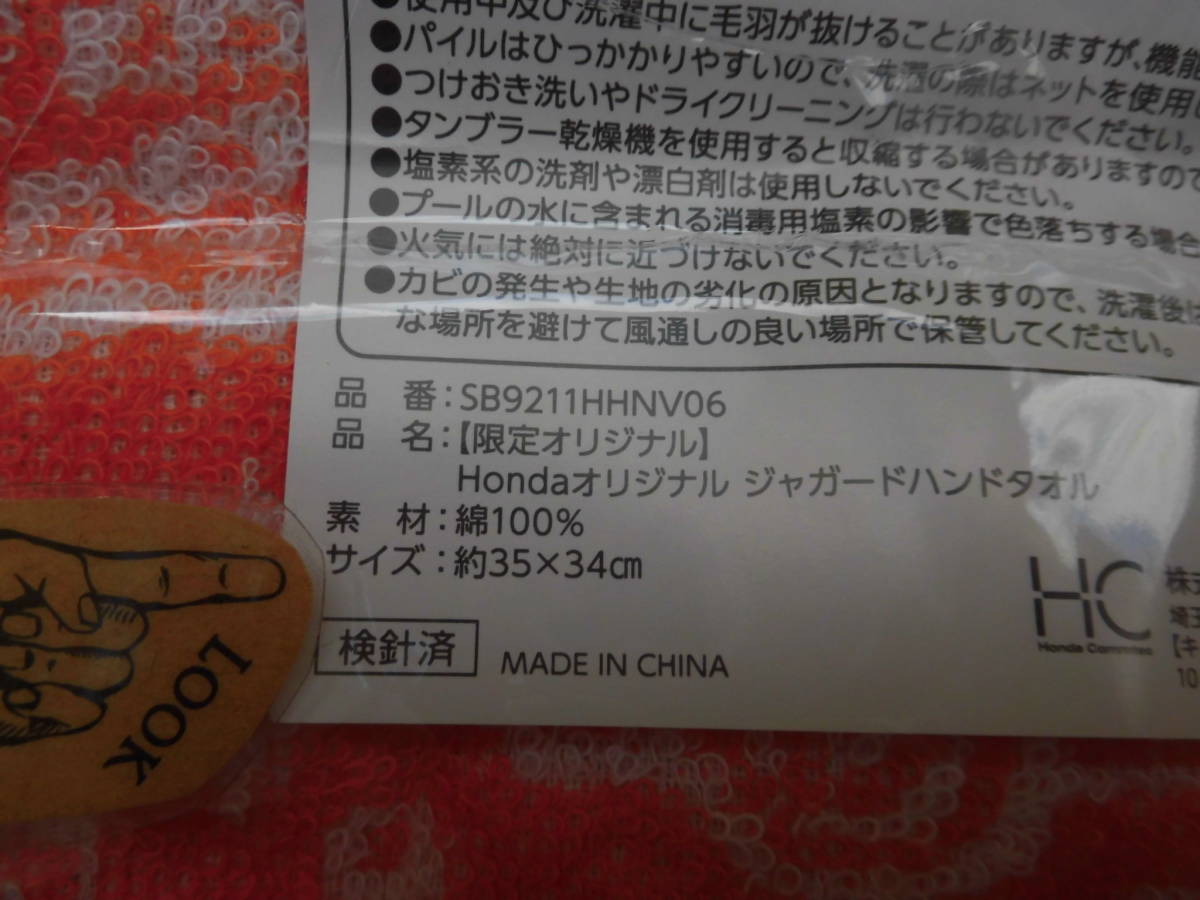 ●使用中及び洗濯中に毛羽が抜けることがありますが、機能
●パイルはひっかかりやすいので、洗濯の際はネットを使用
●つけおき洗いやドライクリーニングは行わないでください。
●タンブラー乾燥機を使用すると収縮する場合がありますので
●塩素系の洗剤や漂白剤は使用しないでください。
●プールの水に含まれる消毒用塩素の影響で色落ちする場合
●火気には絶対に近づけないでください。
●カビの発生や生地の劣化の原因となりますので、洗濯後
な場所を避けて風通しの良い場所で保管してください。
品 番：SB9211HHNV06
品 名：【限定オリジナル】
Hondaオリジナル ジャガードハンドタオル
素 材：綿100%
サイズ：約35×34cm
検針済 MADE IN CHINA
HC
Honda Commtec
株式
埼玉
【キ
10
LOOK